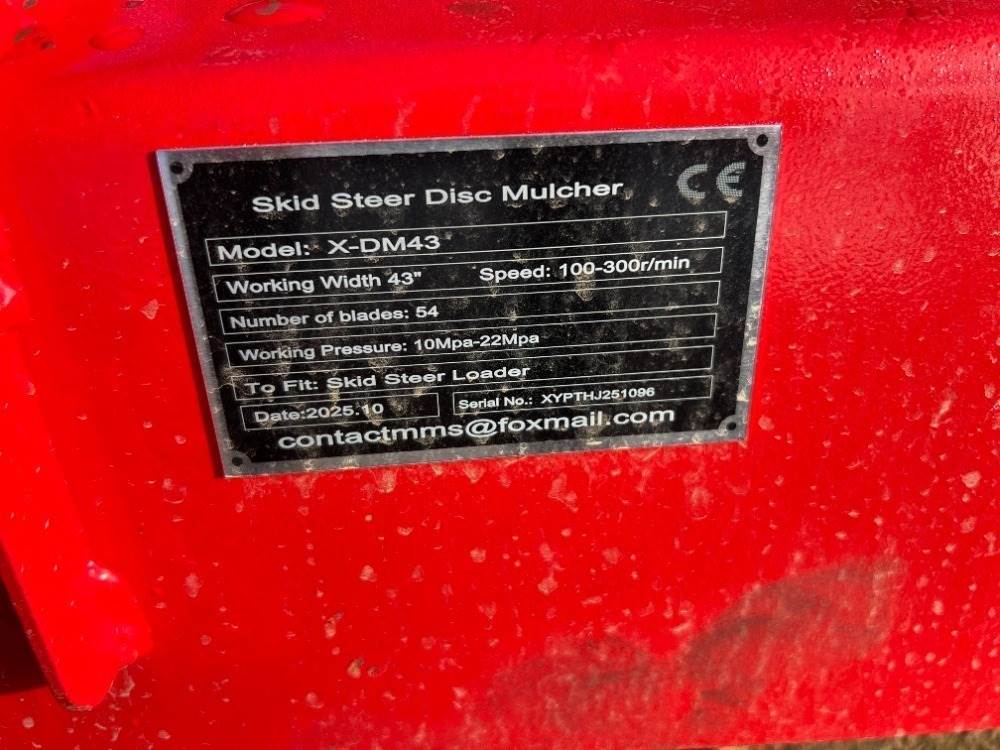 Skid Steer Disc Mulcher CE
Model: X-DM43
Working Width 43" Speed: 100-300r/min
Number of blades: 54
Working Pressure: 10Mpa-22Mpa
To Fit: Skid Steer Loader
Date:2025.10 Serial No.: XYPTHJ251096
contactmms@foxmail.com